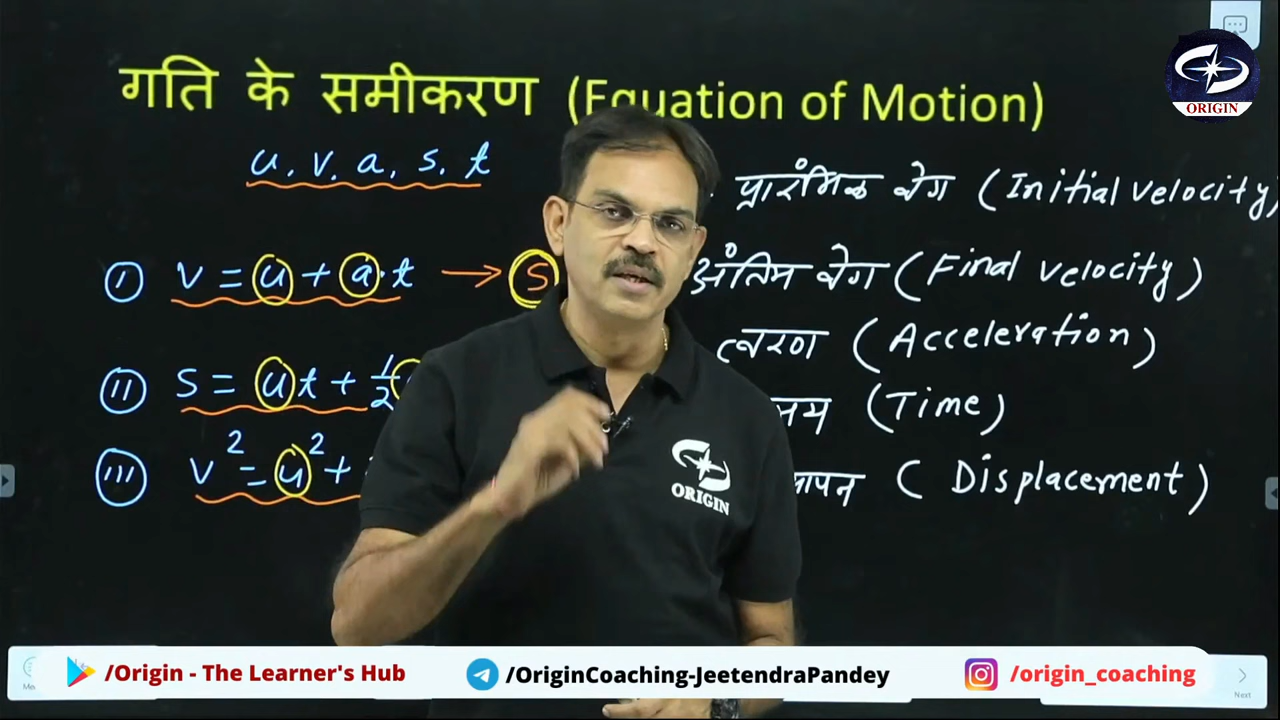 गति के समीकरण (Equation of Motion)
ORIGIN
u, v, a, s, t
प्रारंभिक वेग (Initial velocity)
I v = u + a.t → S
अंतिम वेग (Final velocity)
त्वरण (Acceleration)
II s = ut + 1/2
(Time)
III v² = u² +
(Displacement)
ORIGIN
/Origin - The Learner's Hub
/OriginCoaching-JeetendraPandey
/origin_coaching
Next